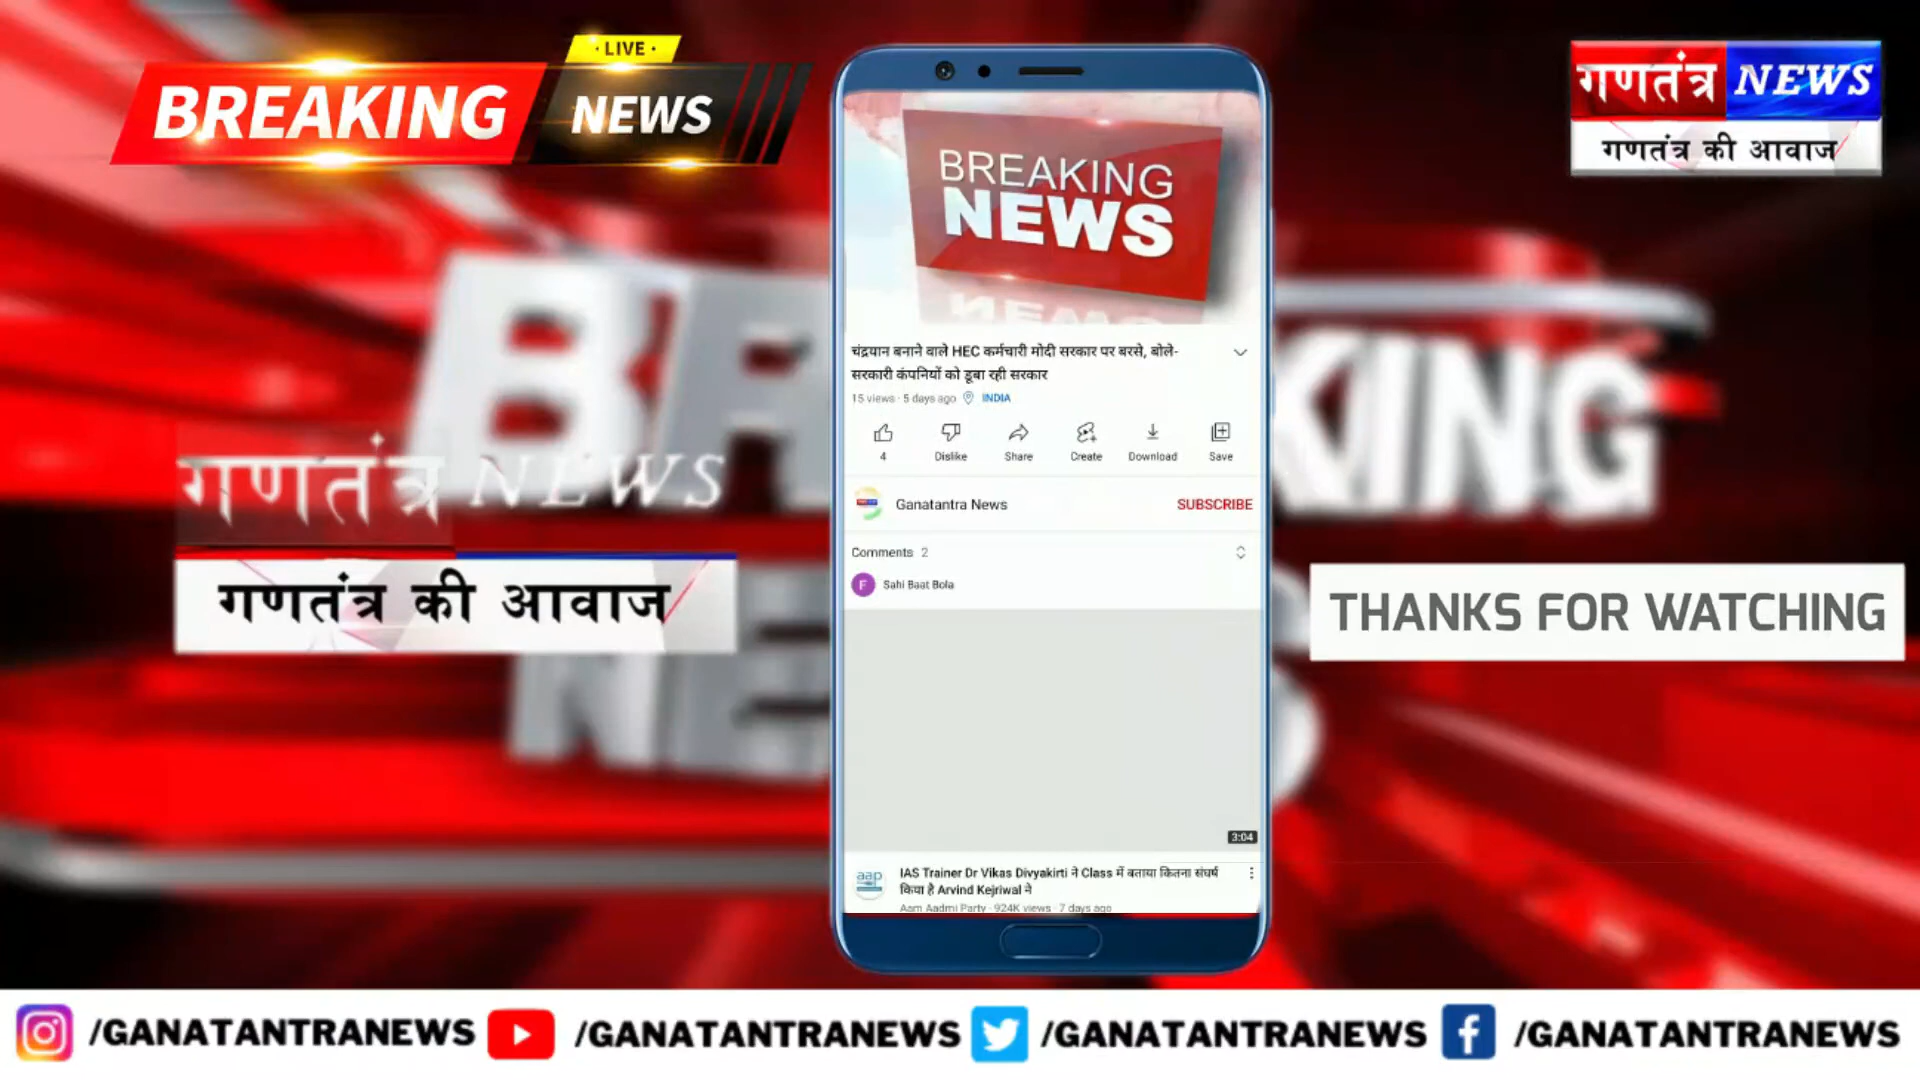 · LIVE ·
BREAKING NEWS
गणतंत्र NEWS
गणतंत्र की आवाज
BREAKING
NEWS
चंद्रयान बनाने वाले HEC कर्मचारी मोदी सरकार पर बरसे, बोले-
सरकारी कंपनियों को डूबा रही सरकार
15 views · 5 days ago INDIA
4 Dislike Share Create Download Save
Ganatantra News SUBSCRIBE
Comments 2
F Sahi Baat Bola
3:04
aap IAS Trainer Dr Vikas Divyakirti ने Class में बताया कितना संघर्ष
किया है Arvind Kejriwal ने
Aam Aadmi Party · 924K views · 7 days ago
गणतंत्र NEWS
गणतंत्र की आवाज
THANKS FOR WATCHING
/GANATANTRANEWS /GANATANTRANEWS /GANATANTRANEWS /GANATANTRANEWS